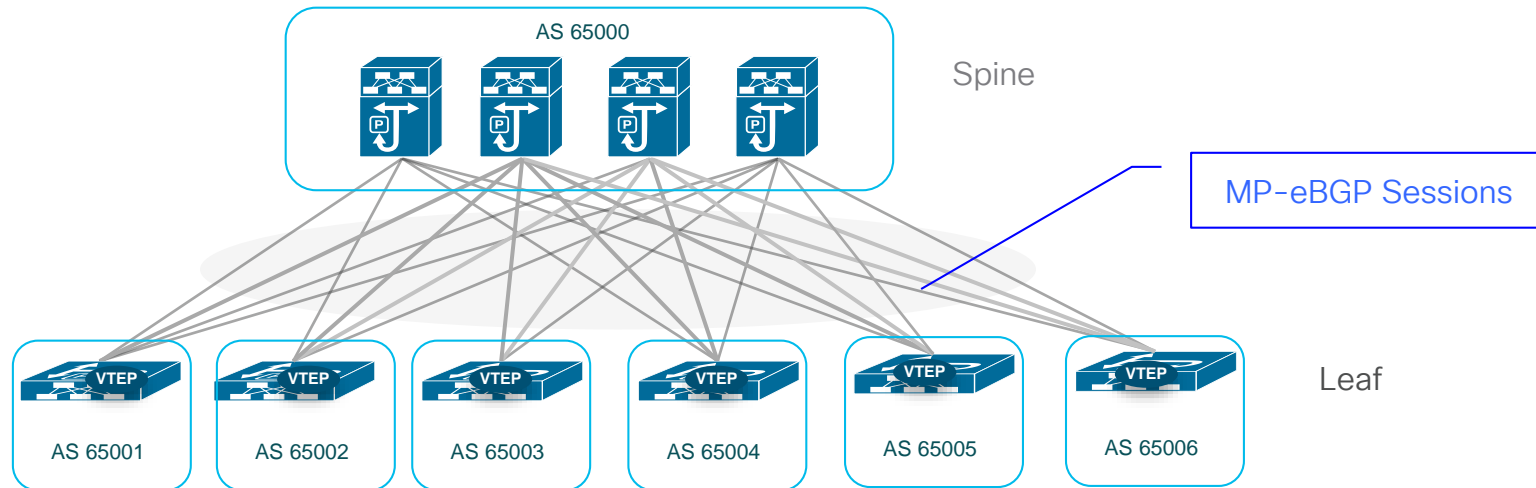 AS 65000
Spine
P
P
P
P
MP-eBGP Sessions
VTEP
VTEP
VTEP
VTEP
VTEP
VTEP
Leaf
AS 65001
AS 65002
AS 65003
AS 65004
AS 65005
AS 65006